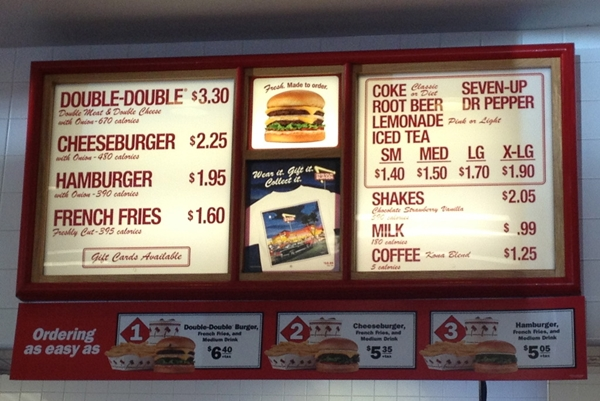 DOUBLE-DOUBLE® $3.30
Double Meat & Double Cheese
with Onion-670 calories
CHEESEBURGER $2.25
with Onion-480 calories
HAMBURGER $1.95
with Onion-390 calories
FRENCH FRIES $1.60
Freshly Cut-395 calories
Gift Cards Available
Fresh. Made to order.
Wear it. Gift it.
Collect it.
COKE Classic or Diet SEVEN-UP
ROOT BEER DR PEPPER
LEMONADE Pink or Light
ICED TEA
SM MED LG X-LG
$1.40 $1.50 $1.70 $1.90
SHAKES $2.05
Chocolate Strawberry Vanilla
calories
MILK $ .99
180 calories
COFFEE Kona Blend $1.25
5 calories
Ordering
as easy as
1
Double-Double Burger,
French Fries, and
Medium Drink
$6 40
2
Cheeseburger,
French Fries, and
Medium Drink
$5 35
3
Hamburger,
French Fries, and
Medium Drink
$5 05